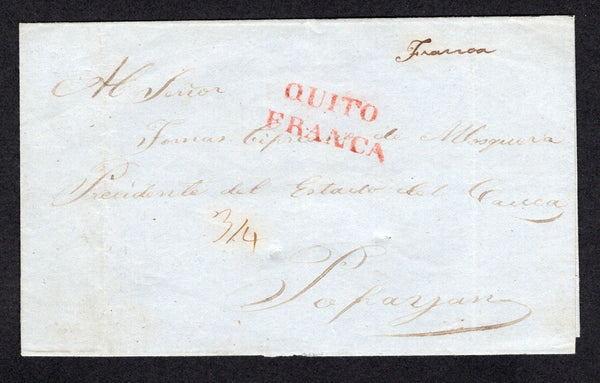 Franca
Al Señor
QUITO
FRANCA
Tomas Cipriano de Mosquera
Presidente del Estado del Cauca
3/4
Popayan